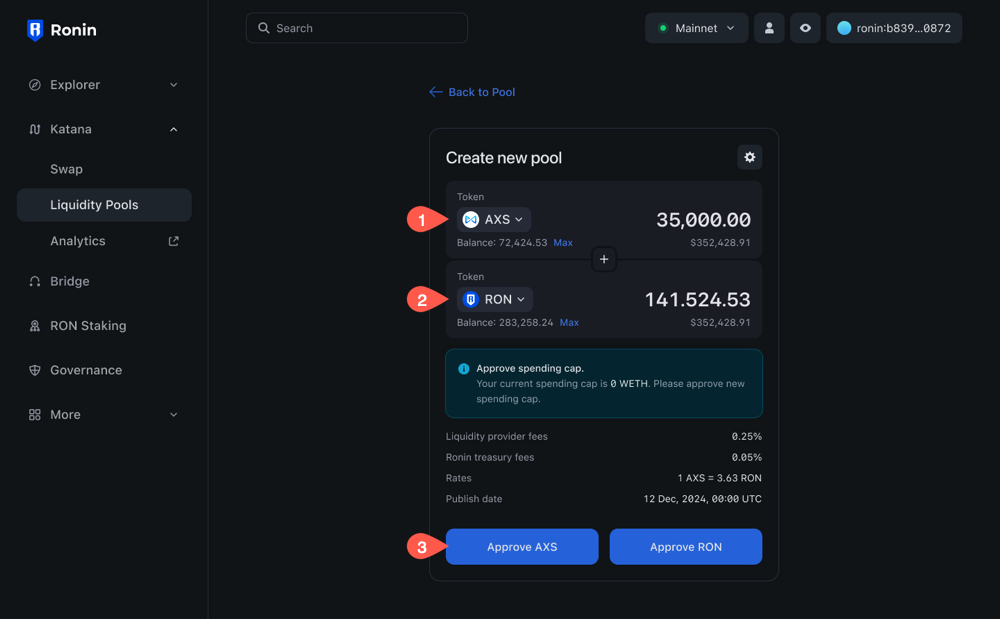 Ronin
Search
Mainnet
ronin:b839...0872
Explorer
Katana
Swap
Liquidity Pools
Analytics
Bridge
RON Staking
Governance
More
Back to Pool
Create new pool
Token
1
AXS
35,000.00
Balance: 72,424.53 Max
$352,428.91
+
Token
2
RON
141.524.53
Balance: 283,258.24 Max
$352,428.91
Approve spending cap.
Your current spending cap is 0 WETH. Please approve new
spending cap.
Liquidity provider fees 0.25%
Ronin treasury fees 0.05%
Rates 1 AXS = 3.63 RON
Publish date 12 Dec, 2024, 00:00 UTC
3
Approve AXS
Approve RON